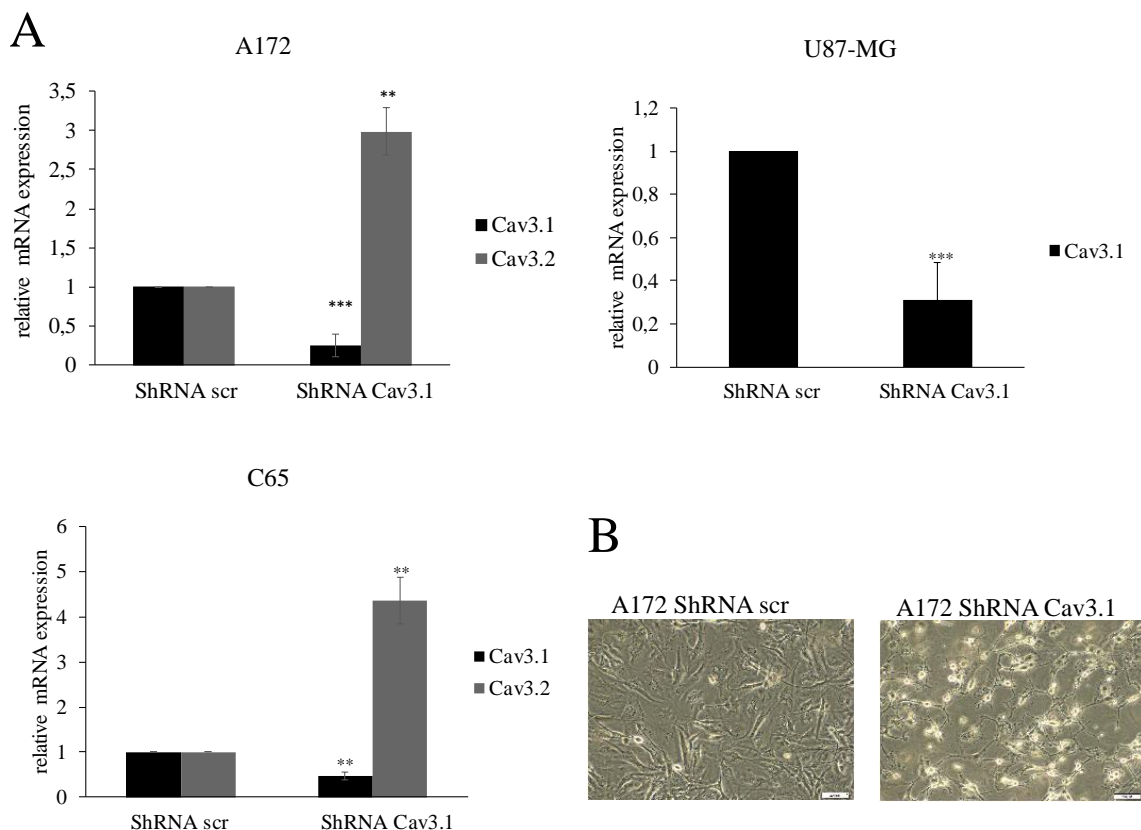 A
A172
relative mRNA expression
3,5
3
2,5
2
1,5
1
0,5
0
**
***
ShRNA scr
ShRNA Cav3.1
Cav3.1
Cav3.2
U87-MG
relative mRNA expression
1,2
1
0,8
0,6
0,4
0,2
0
***
ShRNA scr
ShRNA Cav3.1
Cav3.1
C65
relative mRNA expression
6
5
4
3
2
1
0
**
**
ShRNA scr
ShRNA Cav3.1
Cav3.1
Cav3.2
B
A172 ShRNA scr
A172 ShRNA Cav3.1